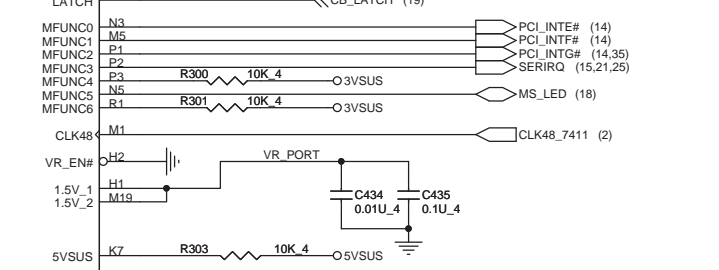 LATCH CB_LATCH (19)
MFUNC0 N3 PCI_INTE# (14)
MFUNC1 M5 PCI_INTF# (14)
MFUNC2 P1 PCI_INTG# (14,35)
MFUNC3 P2 SERIRQ (15,21,25)
MFUNC4 P3 R300 10K_4 3VSUS
MFUNC5 N5 MS_LED (18)
MFUNC6 R1 R301 10K_4 3VSUS
CLK48 M1 CLK48_7411 (2)
VR_EN# H2 VR_PORT
1.5V_1 H1
1.5V_2 M19
C434 C435
0.01U_4 0.1U_4
5VSUS K7 R303 10K_4 5VSUS